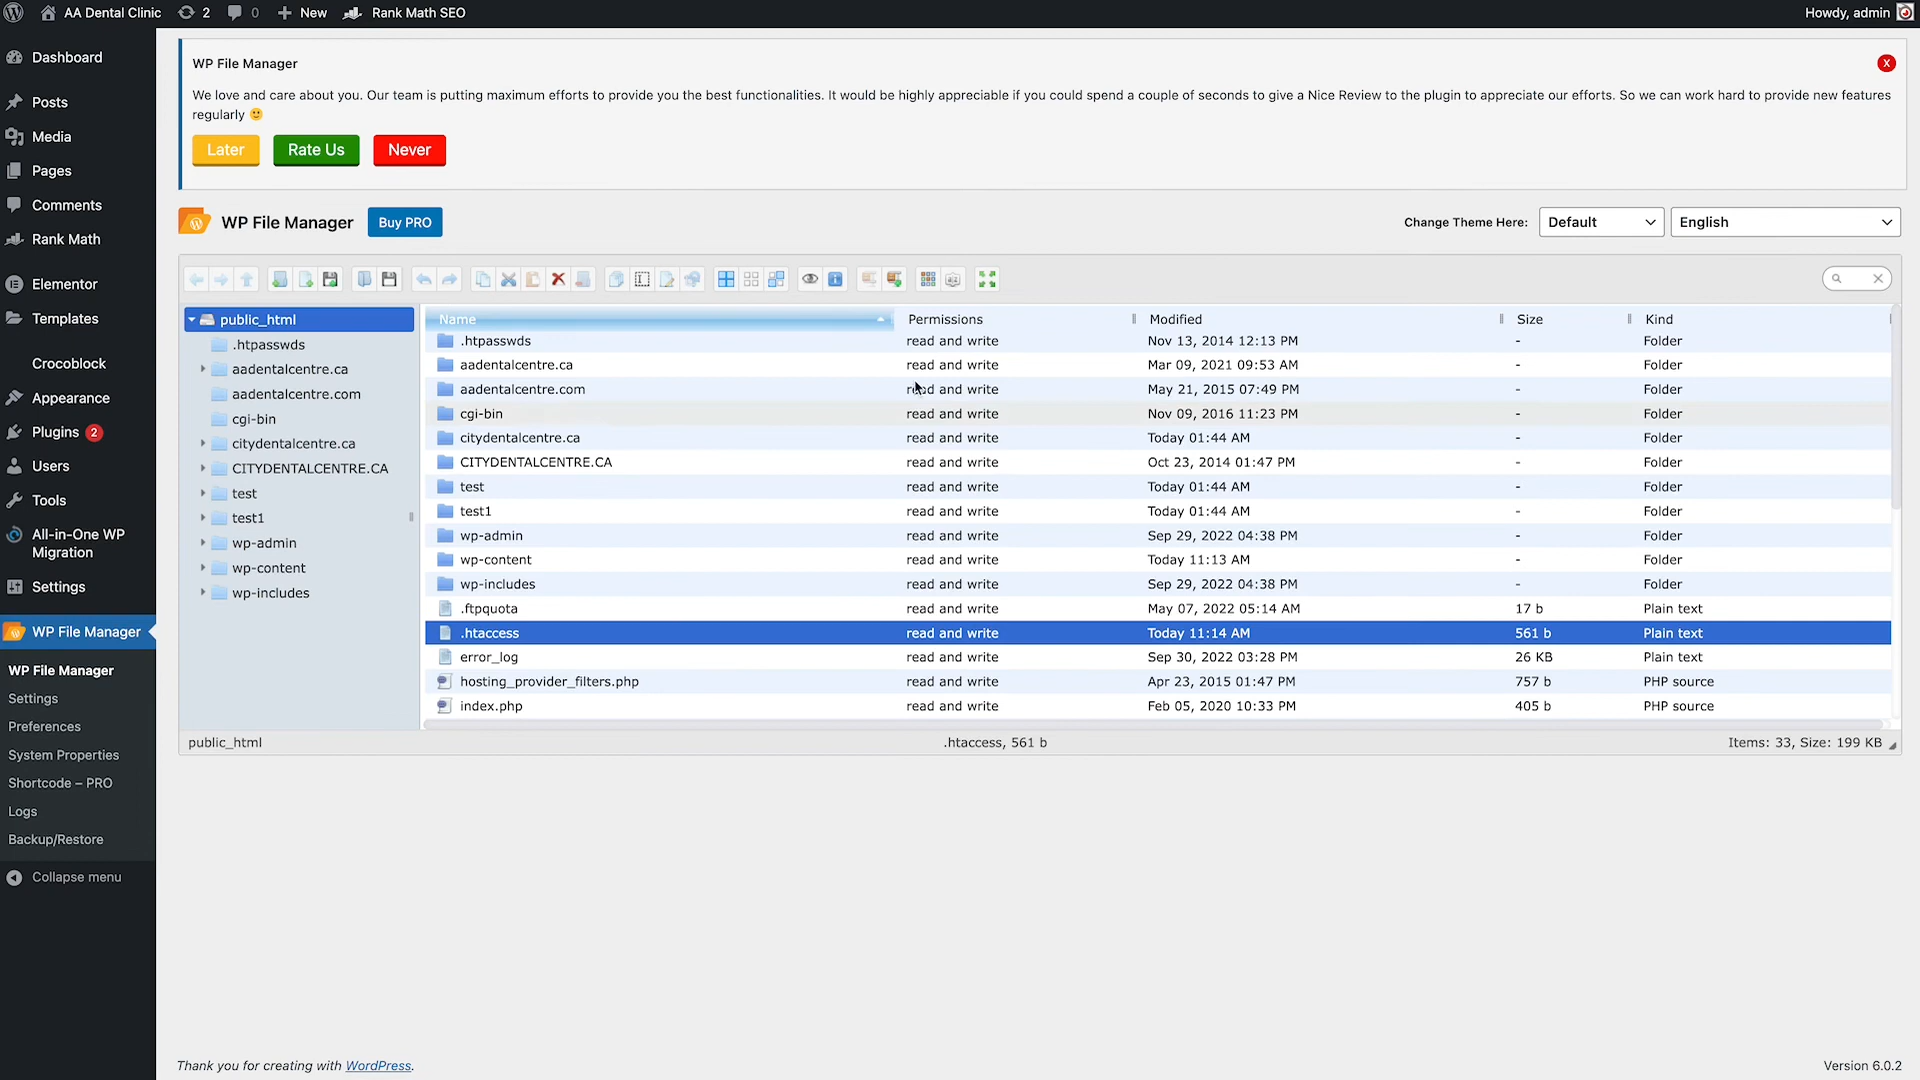 AA Dental Clinic 2 0 New Rank Math SEO Howdy, admin
Dashboard
Posts
Media
Pages
Comments
Rank Math
Elementor
Templates
Crocoblock
Appearance
Plugins 2
Users
Tools
All-in-One WP
Migration
Settings
WP File Manager
WP File Manager
Settings
Preferences
System Properties
Shortcode – PRO
Logs
Backup/Restore
Collapse menu
WP File Manager
X
We love and care about you. Our team is putting maximum efforts to provide you the best functionalities. It would be highly appreciable if you could spend a couple of seconds to give a Nice Review to the plugin to appreciate our efforts. So we can work hard to provide new features
regularly 🙂
Later Rate Us Never
WP File Manager Buy PRO Change Theme Here: Default English
public_html
.htpasswds
aadentalcentre.ca
aadentalcentre.com
cgi-bin
citydentalcentre.ca
CITYDENTALCENTRE.CA
test
test1
wp-admin
wp-content
wp-includes
Name Permissions Modified Size Kind
.htpasswds read and write Nov 13, 2014 12:13 PM - Folder
aadentalcentre.ca read and write Mar 09, 2021 09:53 AM - Folder
aadentalcentre.com read and write May 21, 2015 07:49 PM - Folder
cgi-bin read and write Nov 09, 2016 11:23 PM - Folder
citydentalcentre.ca read and write Today 01:44 AM - Folder
CITYDENTALCENTRE.CA read and write Oct 23, 2014 01:47 PM - Folder
test read and write Today 01:44 AM - Folder
test1 read and write Today 01:44 AM - Folder
wp-admin read and write Sep 29, 2022 04:38 PM - Folder
wp-content read and write Today 11:13 AM - Folder
wp-includes read and write Sep 29, 2022 04:38 PM - Folder
.ftpquota read and write May 07, 2022 05:14 AM 17 b Plain text
.htaccess read and write Today 11:14 AM 561 b Plain text
error_log read and write Sep 30, 2022 03:28 PM 26 KB Plain text
hosting_provider_filters.php read and write Apr 23, 2015 01:47 PM 757 b PHP source
index.php read and write Feb 05, 2020 10:33 PM 405 b PHP source
public_html .htaccess, 561 b Items: 33, Size: 199 KB
Thank you for creating with WordPress. Version 6.0.2